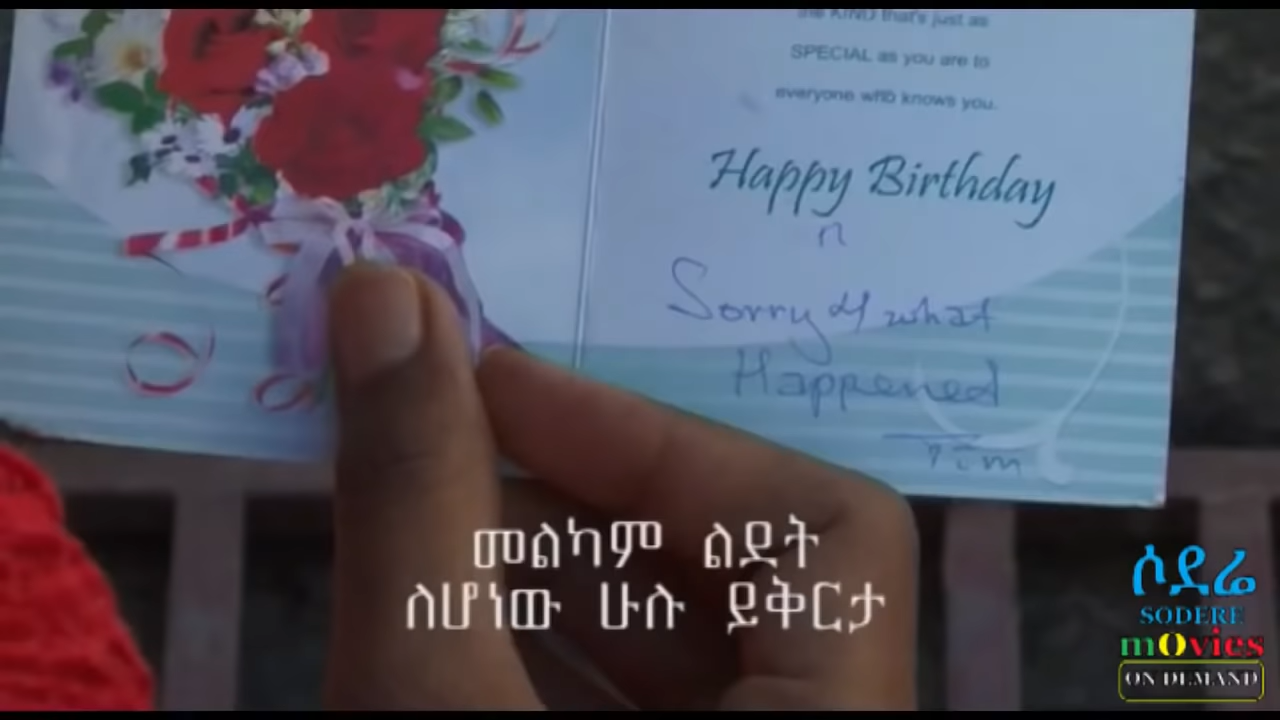 the KIND that's just as
SPECIAL as you are to
everyone who knows you.
Happy Birthday
n
Sorry 4 what
Happened
Tim
መልካም ልደት
ለሆነው ሁሉ ይቅርታ
ሶደሬ
SODERE
mOvies
ON DEMAND